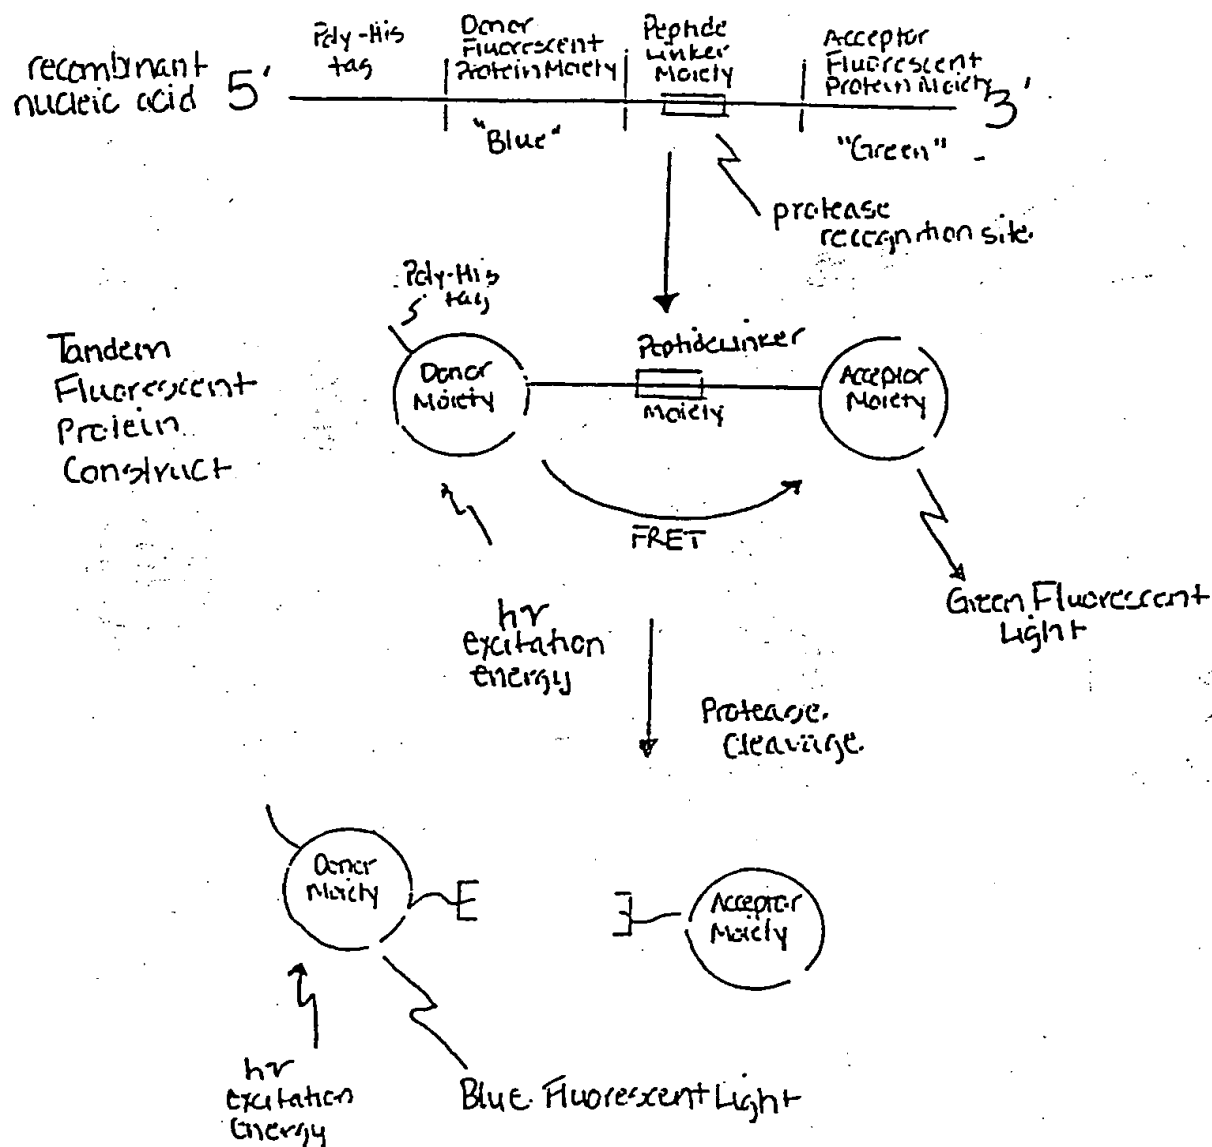 recombinant
nucleic acid 5'
Poly-His
tag
Donor
Fluorescent
Protein Moiety
"Blue"
Peptide
Linker
Moiety
Acceptor
Fluorescent
Protein Moiety
3'
"Green"
protease
recognition site.
Poly-His
tag
Tandem
Fluorescent
Protein
Construct
Donor
Moiety
Peptide Linker
Moiety
Acceptor
Moiety
FRET
hν
excitation
energy
Green Fluorescent
Light
Protease.
Cleavage.
Donor
Moiety
E
Acceptor
Moiety
hν
excitation
Energy
Blue Fluorescent Light